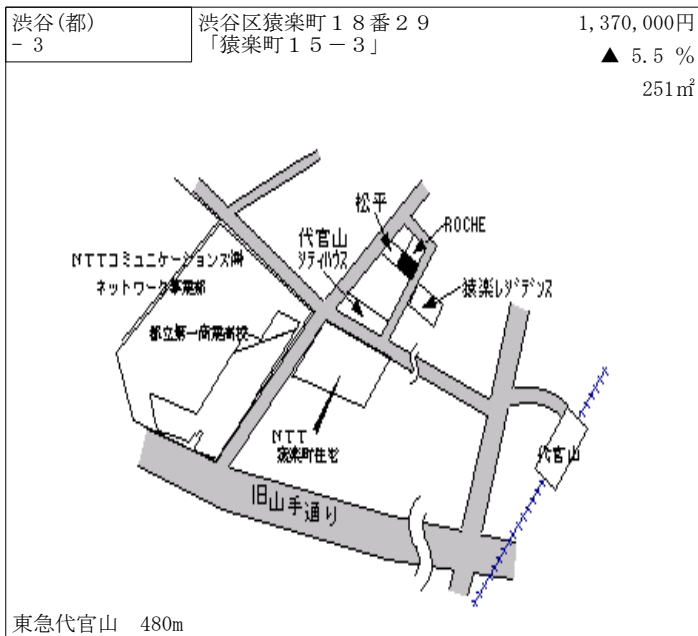 渋谷(都)
- 3
渋谷区猿楽町１８番２９
「猿楽町１５－３」
1,370,000円
▲ 5.5 %
251㎡
松平
ROCHE
代官山
ｼﾃｨﾊｳｽ
NTTコミュニケーションズ㈱
ネットワーク事業部
猿楽ﾚｼﾞﾃﾞﾝｽ
都立第一商業高校
NTT
猿楽町住宅
代官山
旧山手通り
東急代官山　480m